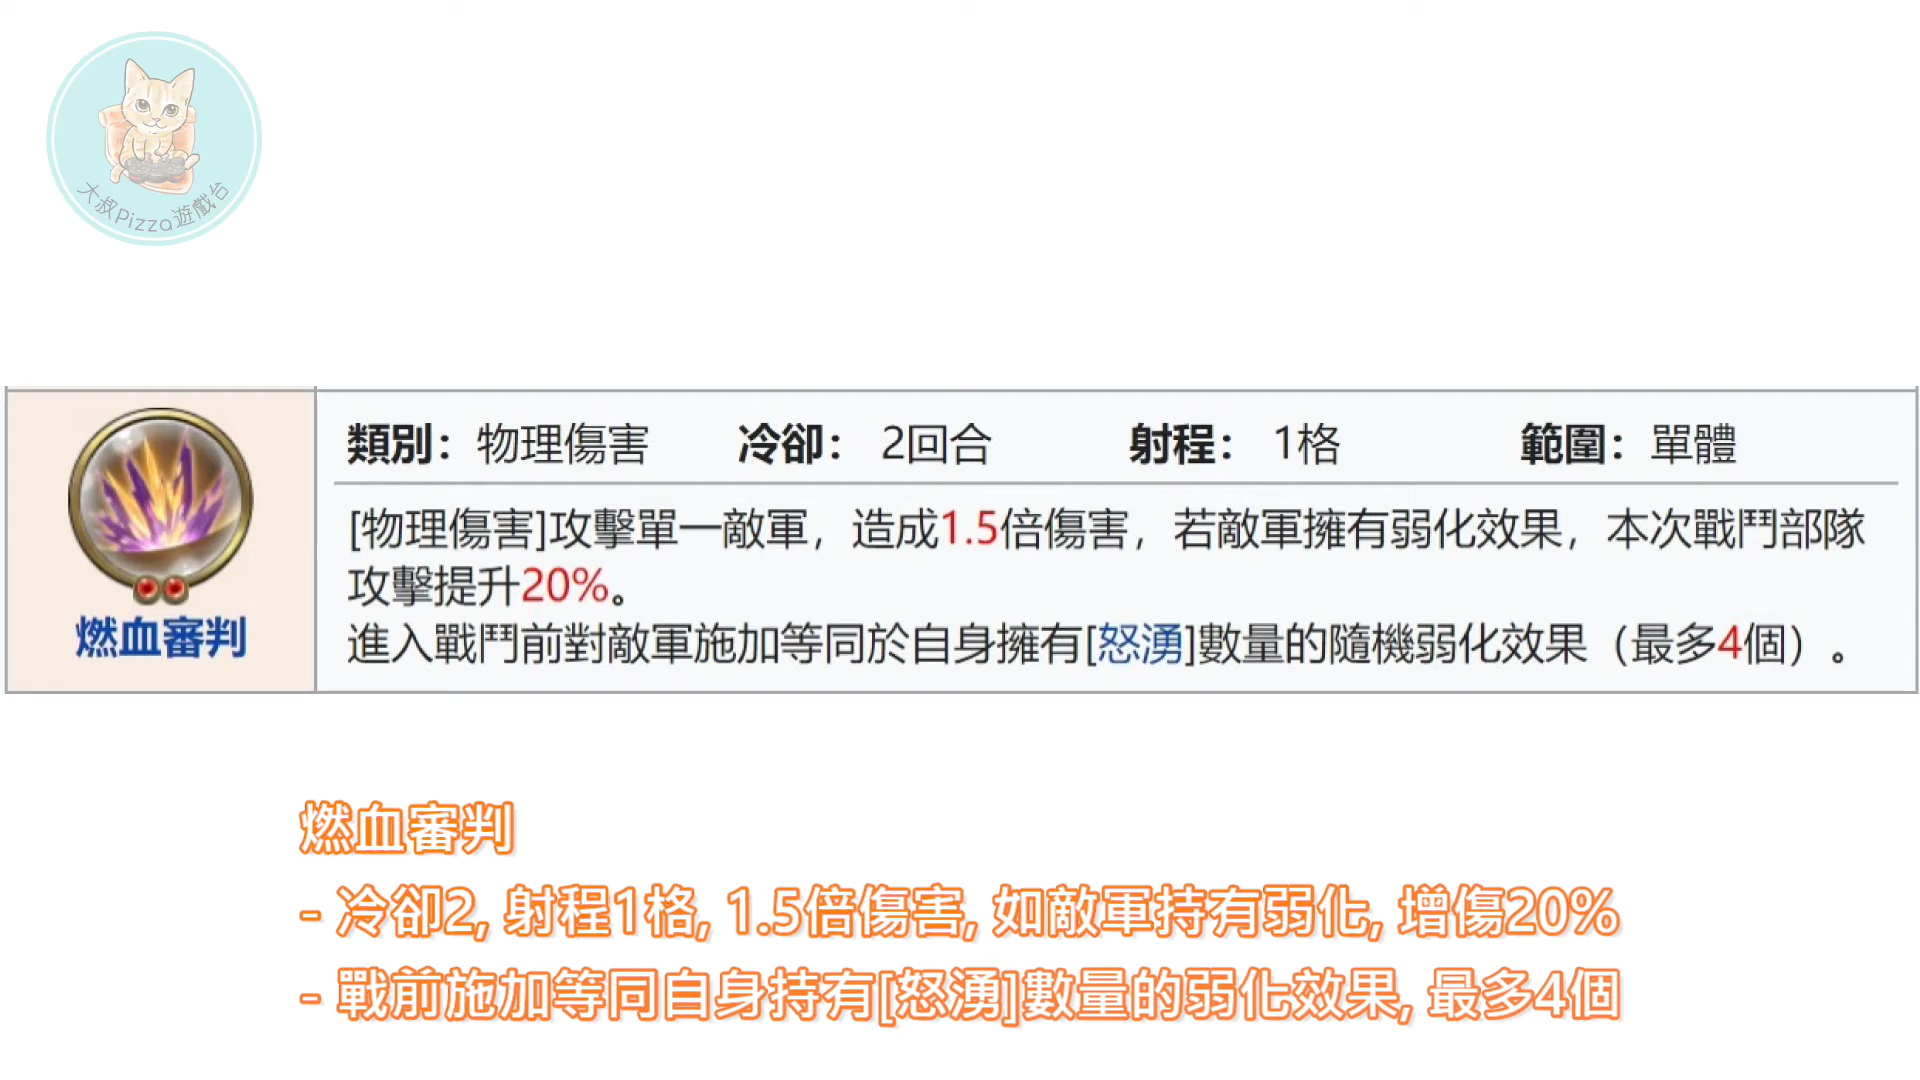 大叔Pizza遊戲台
類別：物理傷害 冷卻： 2回合 射程： 1格 範圍：單體
[物理傷害]攻擊單一敵軍，造成1.5倍傷害，若敵軍擁有弱化效果，本次戰鬥部隊
攻擊提升20%。
進入戰鬥前對敵軍施加等同於自身擁有[怒湧]數量的隨機弱化效果（最多4個）。
燃血審判
燃血審判
- 冷卻2, 射程1格, 1.5倍傷害, 如敵軍持有弱化, 增傷20%
- 戰前施加等同自身持有[怒湧]數量的弱化效果, 最多4個